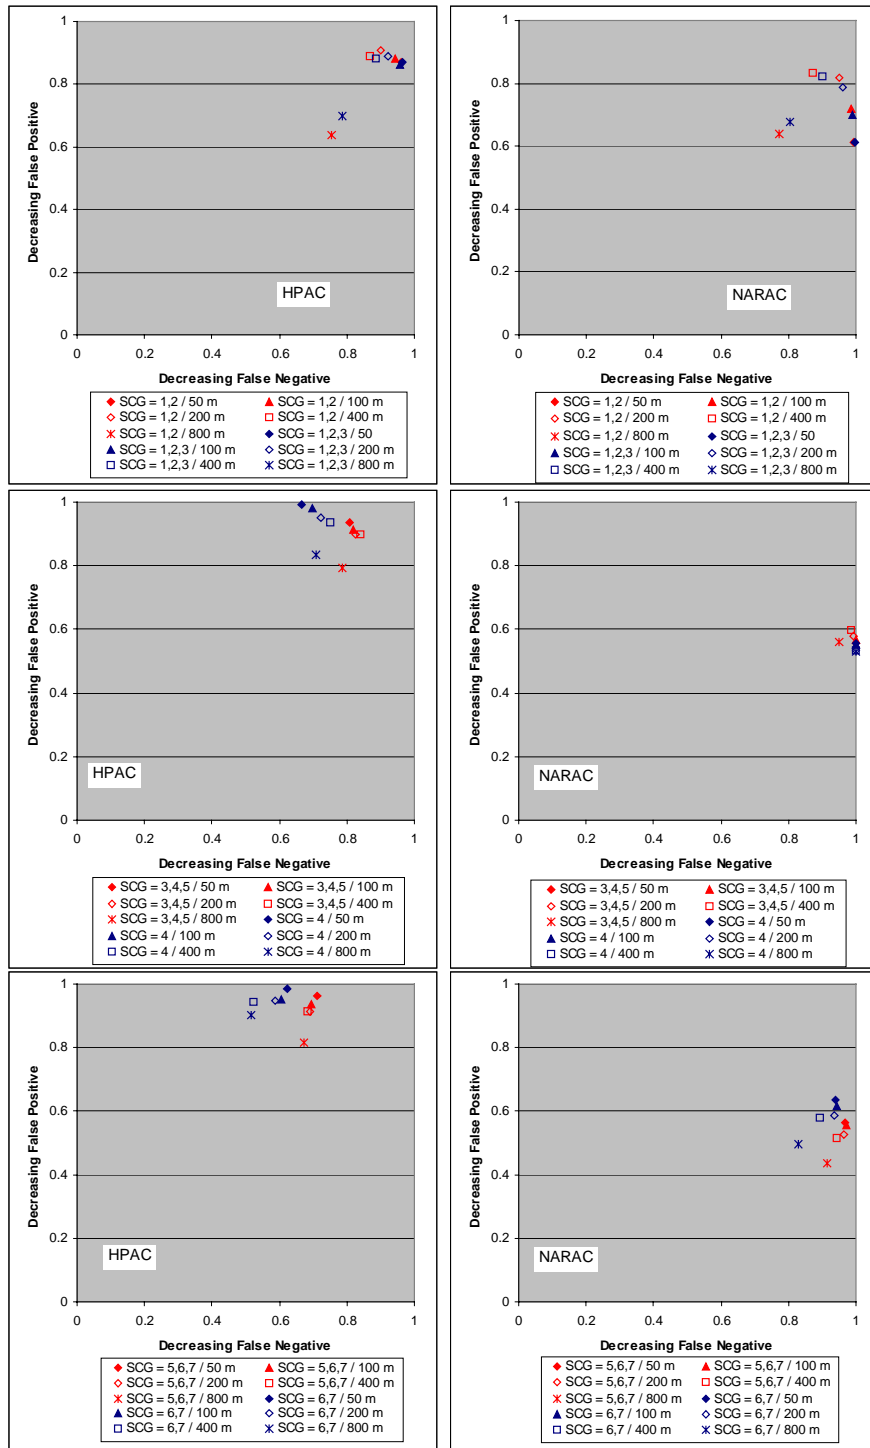 1
0.8
0.6
0.4
0.2
0
0 0.2 0.4 0.6 0.8 1
Decreasing False Positive
Decreasing False Negative
HPAC
SCG = 1,2 / 50 m SCG = 1,2 / 100 m
SCG = 1,2 / 200 m SCG = 1,2 / 400 m
SCG = 1,2 / 800 m SCG = 1,2,3 / 50
SCG = 1,2,3 / 100 m SCG = 1,2,3 / 200 m
SCG = 1,2,3 / 400 m SCG = 1,2,3 / 800 m
1
0.8
0.6
0.4
0.2
0
0 0.2 0.4 0.6 0.8 1
Decreasing False Positive
Decreasing False Negative
NARAC
SCG = 1,2 / 50 m SCG = 1,2 / 100 m
SCG = 1,2 / 200 m SCG = 1,2 / 400 m
SCG = 1,2 / 800 m SCG = 1,2,3 / 50
SCG = 1,2,3 / 100 m SCG = 1,2,3 / 200 m
SCG = 1,2,3 / 400 m SCG = 1,2,3 / 800 m
1
0.8
0.6
0.4
0.2
0
0 0.2 0.4 0.6 0.8 1
Decreasing False Positive
Decreasing False Negative
HPAC
SCG = 3,4,5 / 50 m SCG = 3,4,5 / 100 m
SCG = 3,4,5 / 200 m SCG = 3,4,5 / 400 m
SCG = 3,4,5 / 800 m SCG = 4 / 50 m
SCG = 4 / 100 m SCG = 4 / 200 m
SCG = 4 / 400 m SCG = 4 / 800 m
1
0.8
0.6
0.4
0.2
0
0 0.2 0.4 0.6 0.8 1
Decreasing False Positive
Decreasing False Negative
NARAC
SCG = 3,4,5 / 50 m SCG = 3,4,5 / 100 m
SCG = 3,4,5 / 200 m SCG = 3,4,5 / 400 m
SCG = 3,4,5 / 800 m SCG = 4 / 50 m
SCG = 4 / 100 m SCG = 4 / 200 m
SCG = 4 / 400 m SCG = 4 / 800 m
1
0.8
0.6
0.4
0.2
0
0 0.2 0.4 0.6 0.8 1
Decreasing False Positive
Decreasing False Negative
HPAC
SCG = 5,6,7 / 50 m SCG = 5,6,7 / 100 m
SCG = 5,6,7 / 200 m SCG = 5,6,7 / 400 m
SCG = 5,6,7 / 800 m SCG = 6,7 / 50 m
SCG = 6,7 / 100 m SCG = 6,7 / 200 m
SCG = 6,7 / 400 m SCG = 6,7 / 800 m
1
0.8
0.6
0.4
0.2
0
0 0.2 0.4 0.6 0.8 1
Decreasing False Positive
Decreasing False Negative
NARAC
SCG = 5,6,7 / 50 m SCG = 5,6,7 / 100 m
SCG = 5,6,7 / 200 m SCG = 5,6,7 / 400 m
SCG = 5,6,7 / 800 m SCG = 6,7 / 50 m
SCG = 6,7 / 100 m SCG = 6,7 / 200 m
SCG = 6,7 / 400 m SCG = 6,7 / 800 m